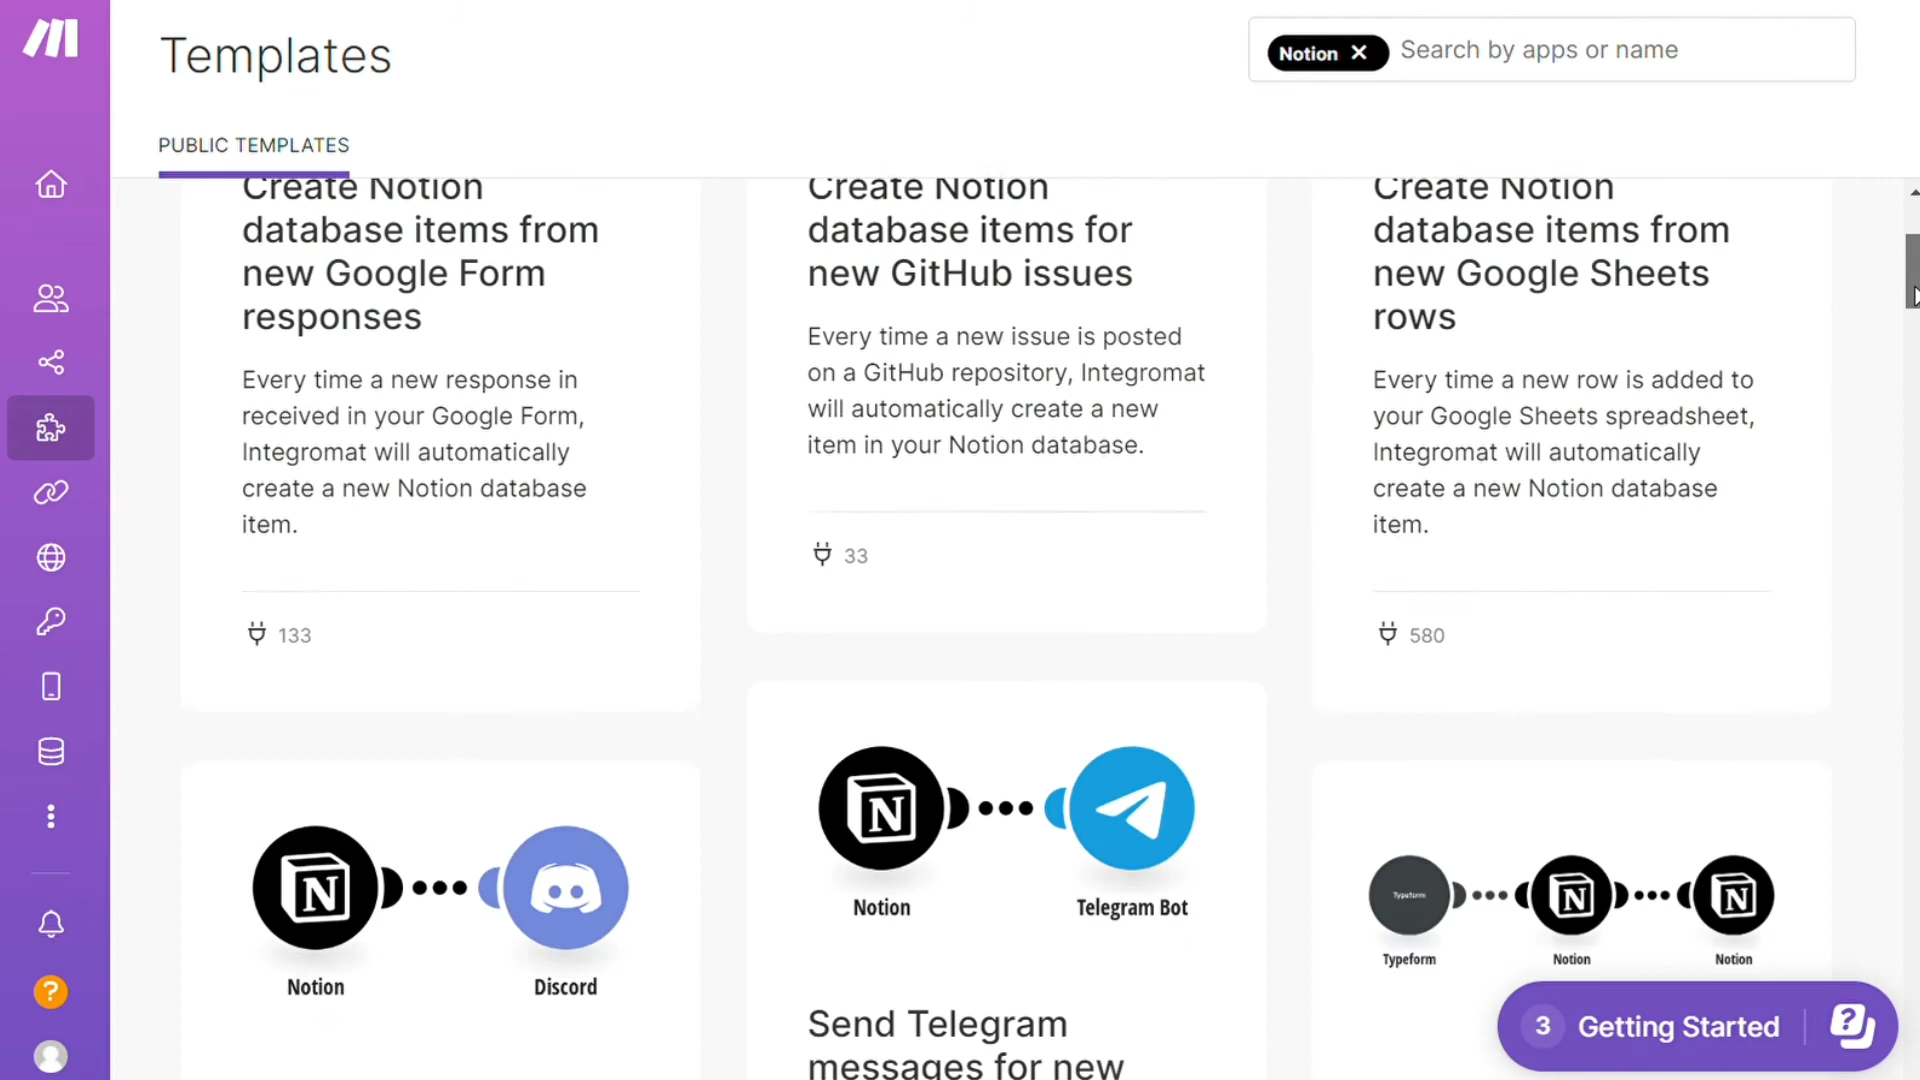 Templates
Notion
Search by apps or name
PUBLIC TEMPLATES
Create Notion
database items from
new Google Form
responses
Every time a new response in
received in your Google Form,
Integromat will automatically
create a new Notion database
item.
133
Create Notion
database items for
new GitHub issues
Every time a new issue is posted
on a GitHub repository, Integromat
will automatically create a new
item in your Notion database.
33
Create Notion
database items from
new Google Sheets
rows
Every time a new row is added to
your Google Sheets spreadsheet,
Integromat will automatically
create a new Notion database
item.
580
Notion
Discord
Notion
Telegram Bot
Send Telegram
messages for new
Typeform
Typeform
Notion
Notion
3 Getting Started